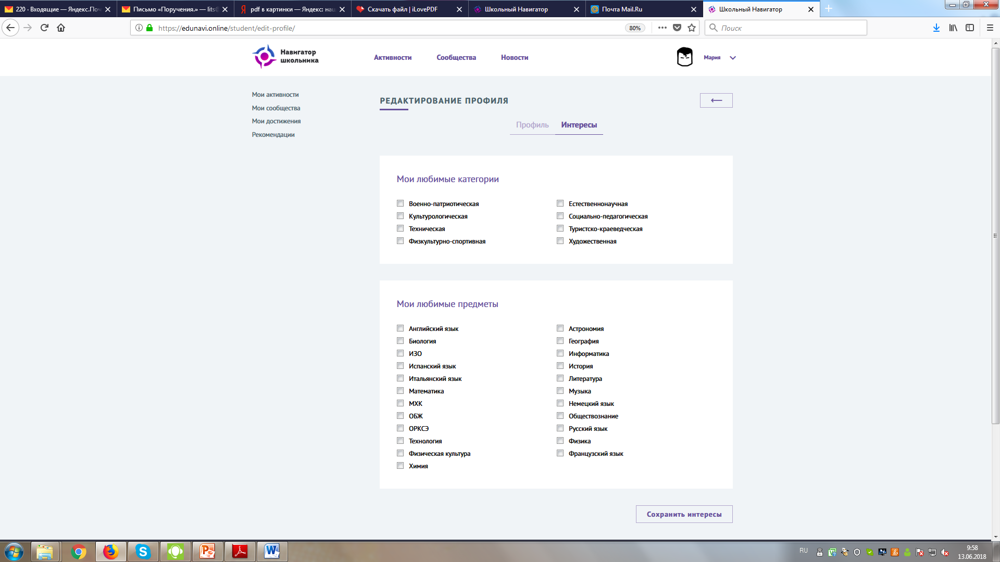 220 · Входящие — Яндекс.Поч
Письмо «Поручения.» — lits@
pdf в картинки — Яндекс: наш
Скачать файл | iLovePDF
Школьный Навигатор
Почта Mail.Ru
Школьный Навигатор
https://edunavi.online/student/edit-profile/
80%
Поиск
Навигатор
школьника
Активности
Сообщества
Новости
Мария
Мои активности
Мои сообщества
Мои достижения
Рекомендации
РЕДАКТИРОВАНИЕ ПРОФИЛЯ
Профиль
Интересы
Мои любимые категории
Военно-патриотическая
Естественнонаучная
Культурологическая
Социально-педагогическая
Техническая
Туристско-краеведческая
Физкультурно-спортивная
Художественная
Мои любимые предметы
Английский язык
Астрономия
Биология
География
ИЗО
Информатика
Испанский язык
История
Итальянский язык
Литература
Математика
Музыка
МХК
Немецкий язык
ОБЖ
Обществознание
ОРКСЭ
Русский язык
Технология
Физика
Физическая культура
Французский язык
Химия
Сохранить интересы
RU
9:58
13.06.2018